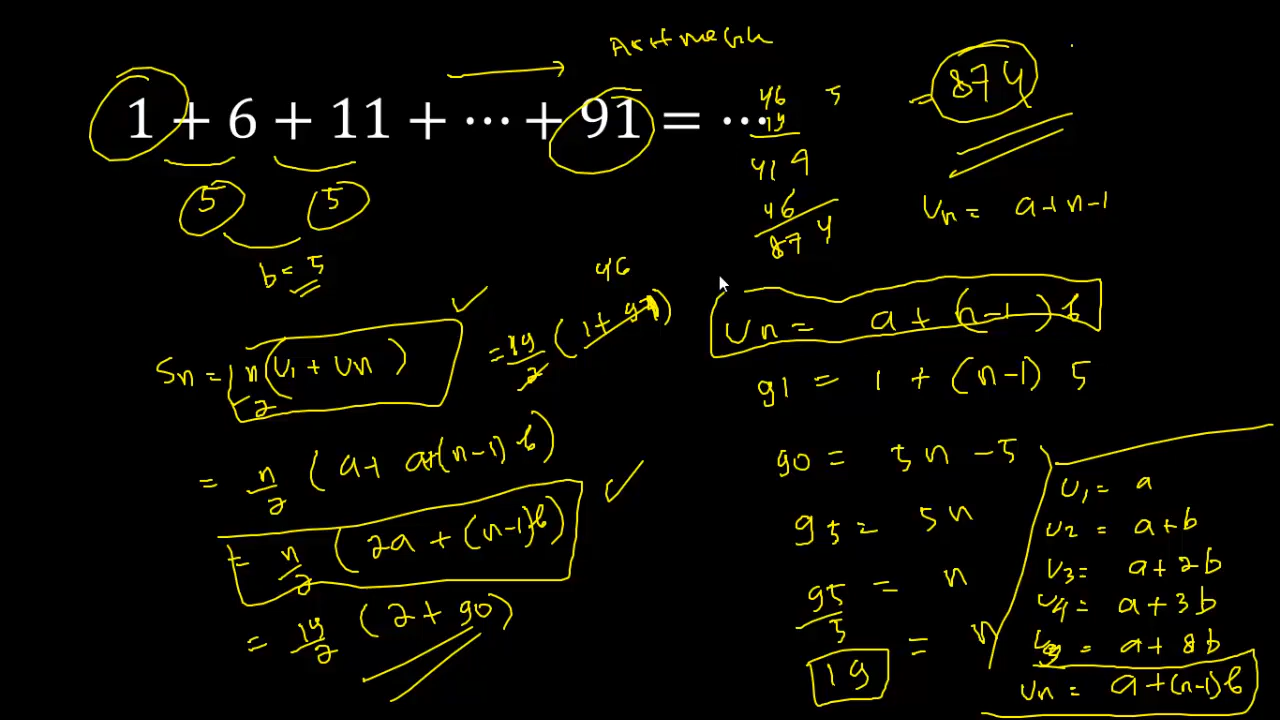 Aritmetik
1 + 6 + 11 + ⋯ + 91 = ⋯
= 874
5 5
b = 5
46 5
19
414
46
874
Un = a+n-1
Un = a + (n-1) b
91 = 1 + (n-1) 5
90 = 5n - 5
95 = 5n
95/5 = n
19 = n
Sn = n/2 (U1 + Un)
= 19/2 (1 + 91)
46
= n/2 (a + a+(n-1) b)
= n/2 (2a + (n-1) b)
= 19/2 (2 + 90)
U1 = a
U2 = a+b
U3 = a+2b
U4 = a+3b
U9 = a+8b
Un = a+(n-1)b